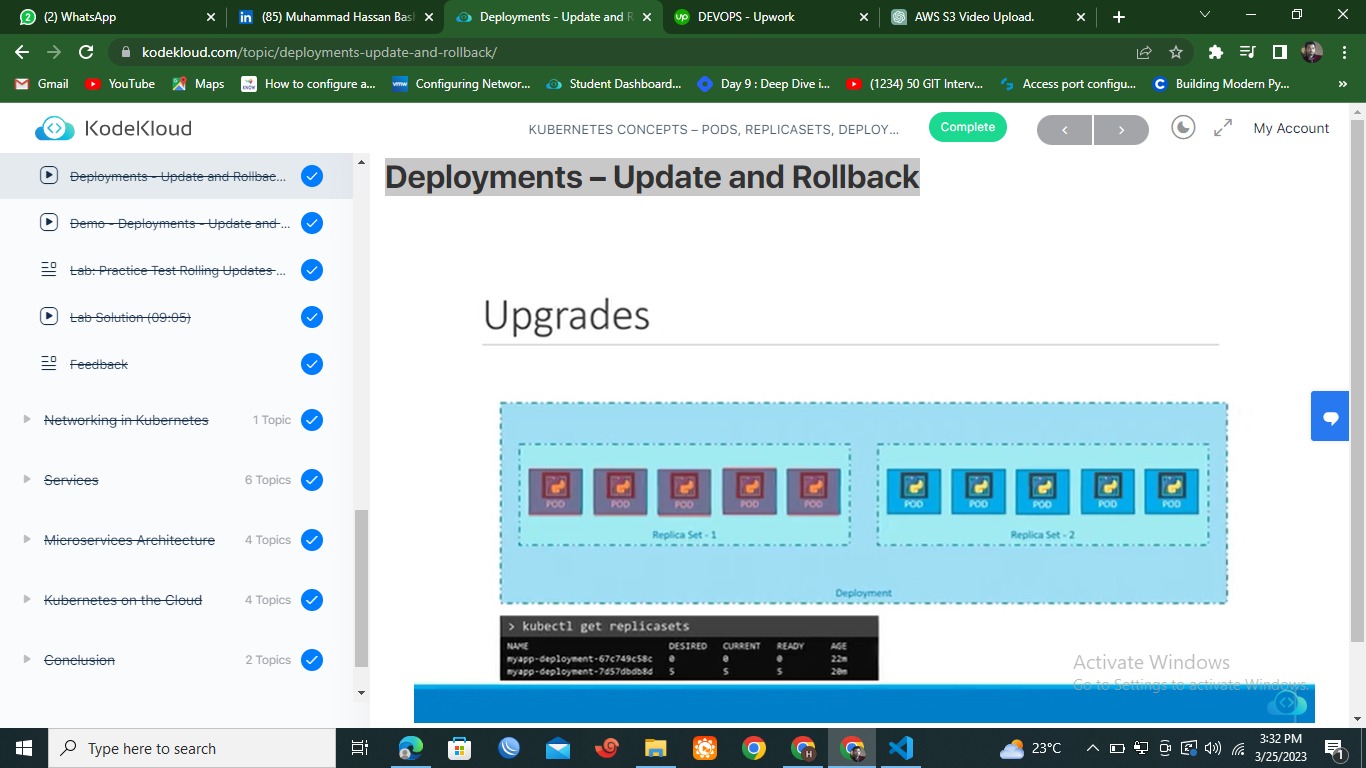 (2) WhatsApp
(85) Muhammad Hassan Bas
Deployments - Update and R
DEVOPS - Upwork
AWS S3 Video Upload.
kodekloud.com/topic/deployments-update-and-rollback/
Gmail
YouTube
Maps
How to configure a...
Configuring Networ...
Student Dashboard...
Day 9 : Deep Dive i...
(1234) 50 GIT Interv...
Access port configu...
Building Modern Py...
KodeKloud
KUBERNETES CONCEPTS – PODS, REPLICASETS, DEPLOY...
Complete
My Account
Deployments - Update and Rollbac...
Demo - Deployments - Update and ...
Lab: Practice Test Rolling Updates ...
Lab Solution (09:05)
Feedback
Networking in Kubernetes 1 Topic
Services 6 Topics
Microservices Architecture 4 Topics
Kubernetes on the Cloud 4 Topics
Conclusion 2 Topics
Deployments – Update and Rollback
Upgrades
POD POD POD POD POD
Replica Set - 1
POD POD POD POD POD
Replica Set - 2
Deployment
> kubectl get replicasets
NAME DESIRED CURRENT READY AGE
myapp-deployment-67c749c58c 0 0 0 22m
myapp-deployment-7d57dbdb8d 5 5 5 20m
Activate Windows
Go to Settings to activate Windows.
Type here to search
23°C
3:32 PM
3/25/2023
1